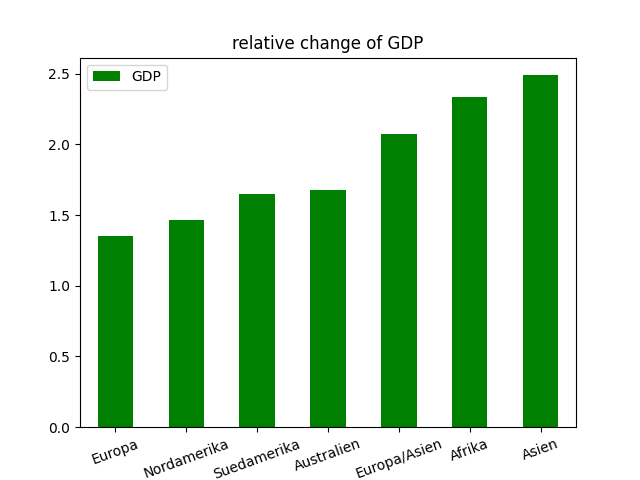 relative change of GDP
GDP
2.5
2.0
1.5
1.0
0.5
0.0
Europa
Nordamerika
Suedamerika
Australien
Europa/Asien
Afrika
Asien